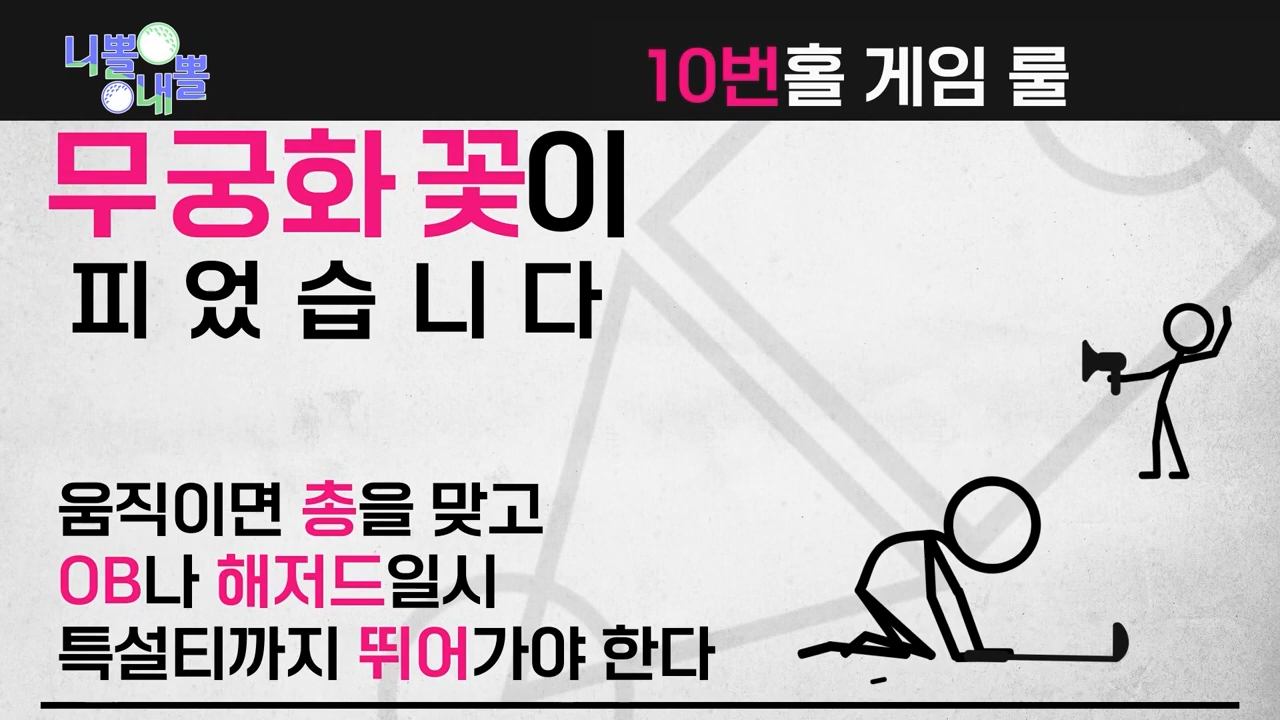 니뽈
내뽈
10번홀 게임 룰
무궁화 꽃이
피었습니다
움직이면 총을 맞고
OB나 해저드일시
특설티까지 뛰어가야 한다